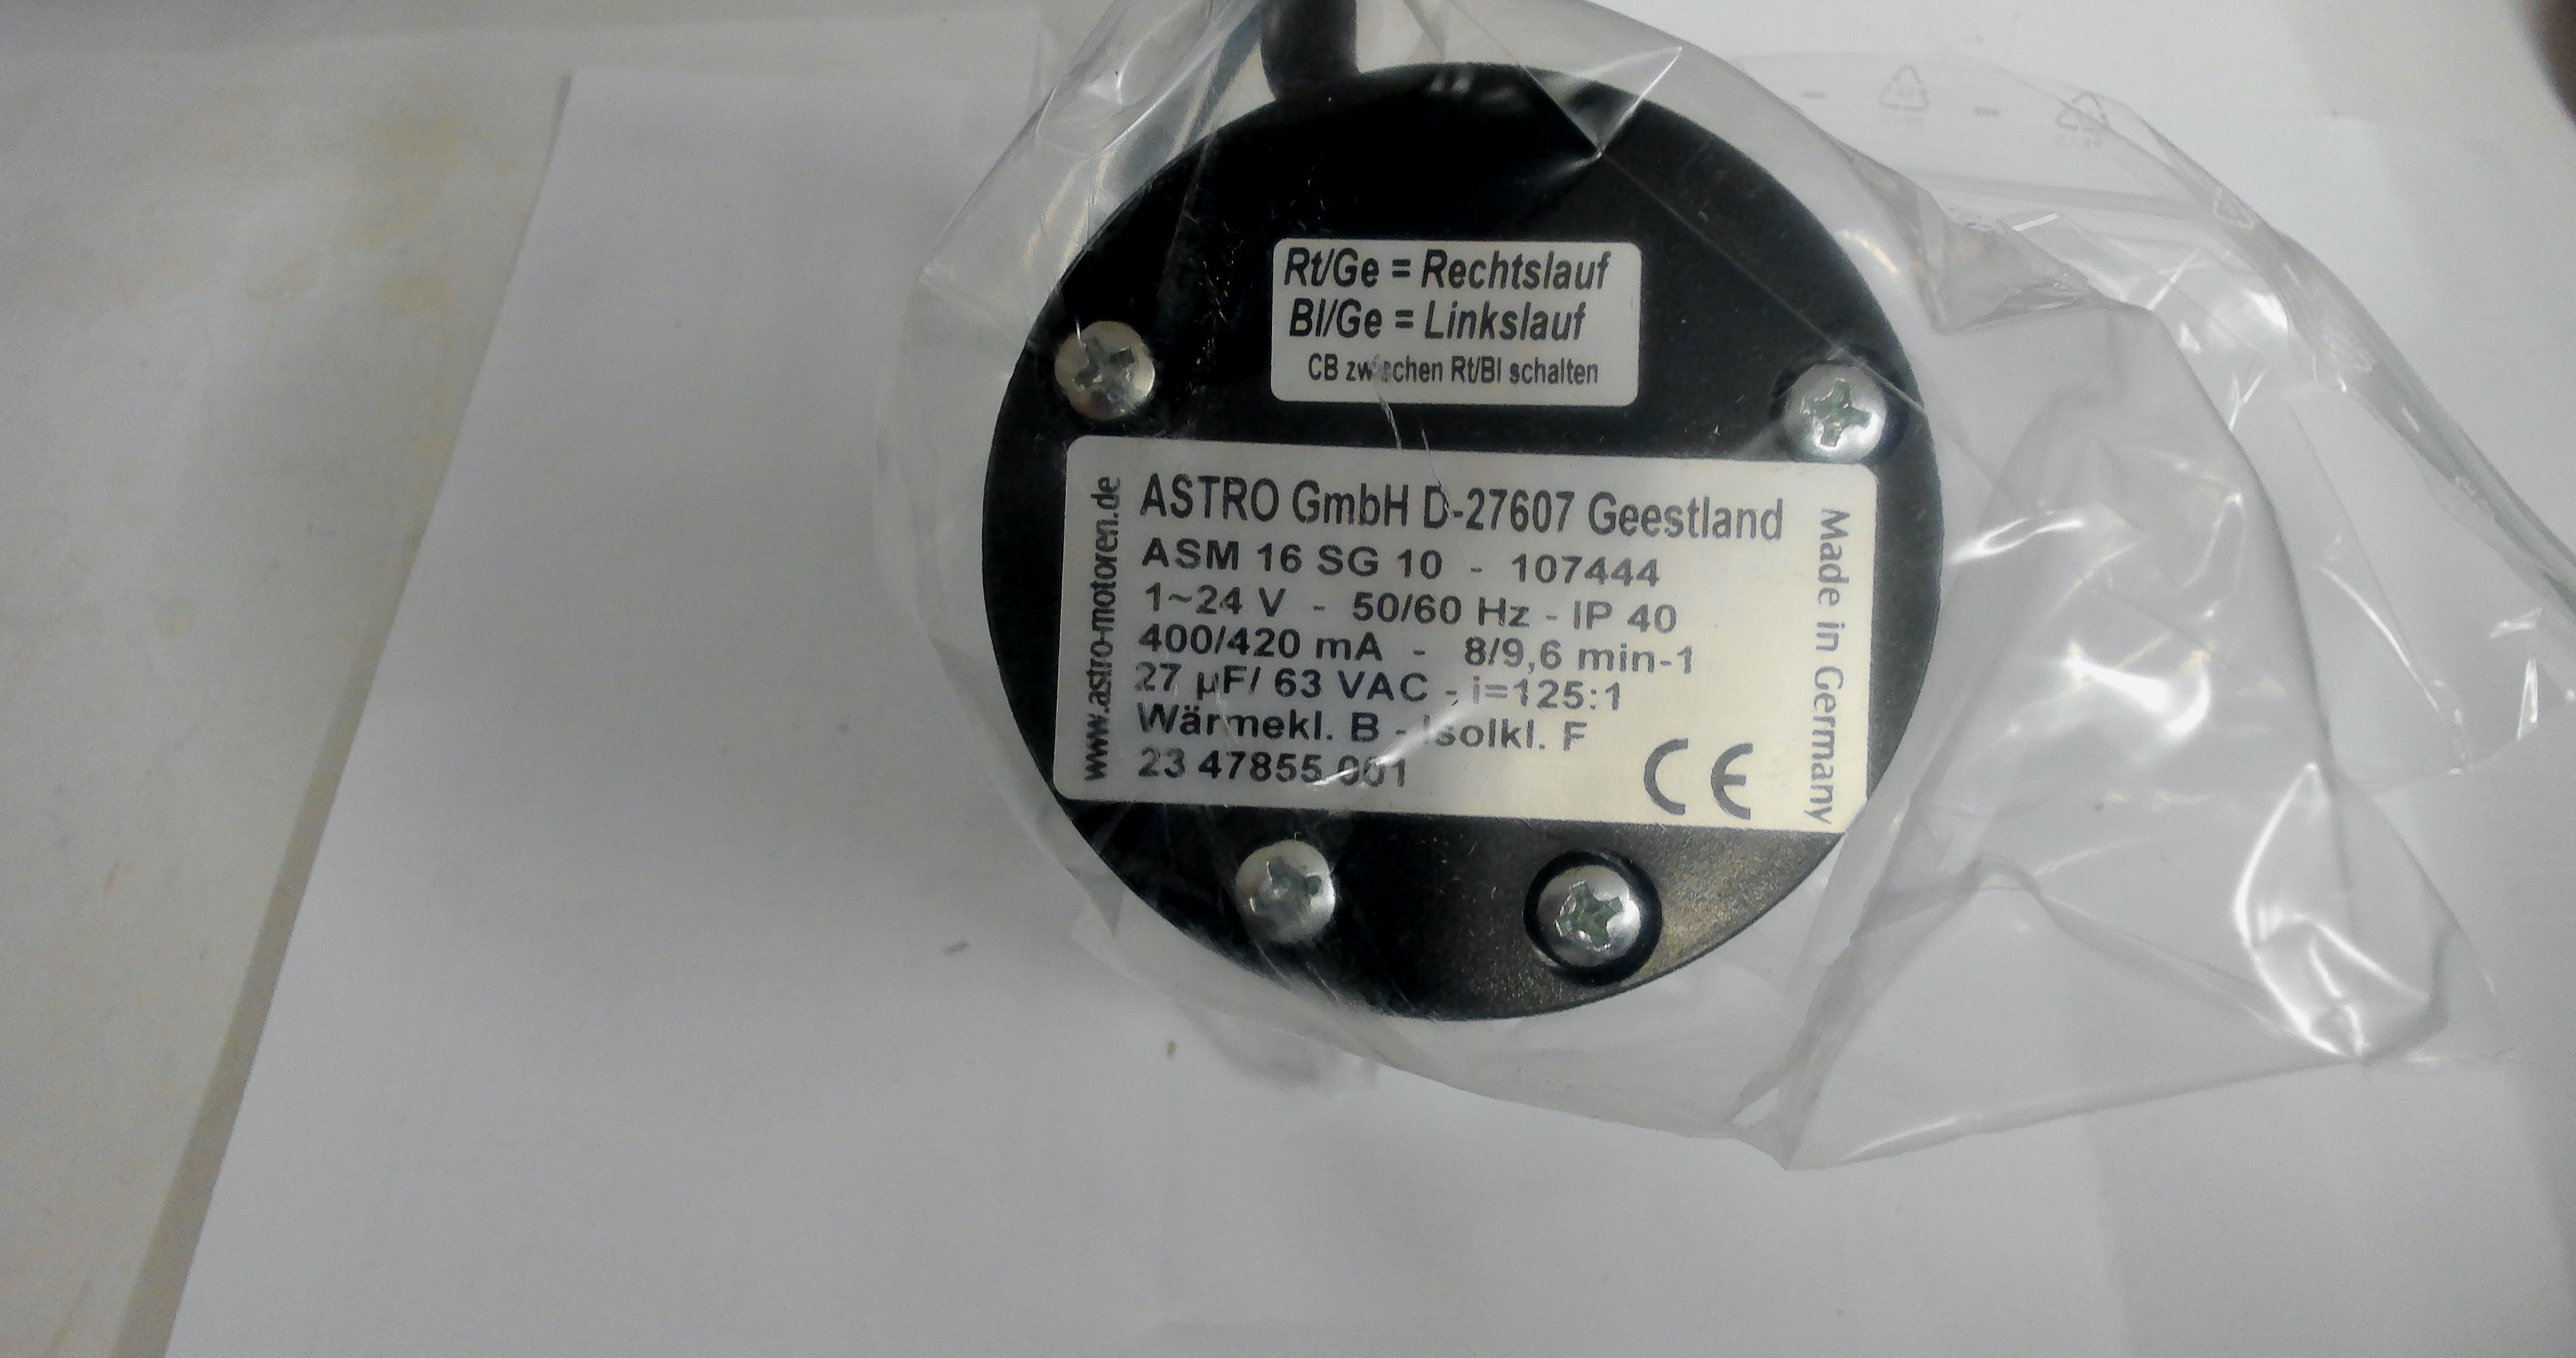 Rt/Ge = Rechtslauf
Bl/Ge = Linkslauf
CB zwischen Rt/Bl schalten
www.astro-motoren.de
ASTRO GmbH D-27607 Geestland
ASM 16 SG 10 - 107444
1~24 V - 50/60 Hz - IP 40
400/420 mA - 8/9,6 min-1
27 µF/ 63 VAC - i=125:1
Wärmekl. B - Isolkl. F
23 47855 001
CE
Made in Germany